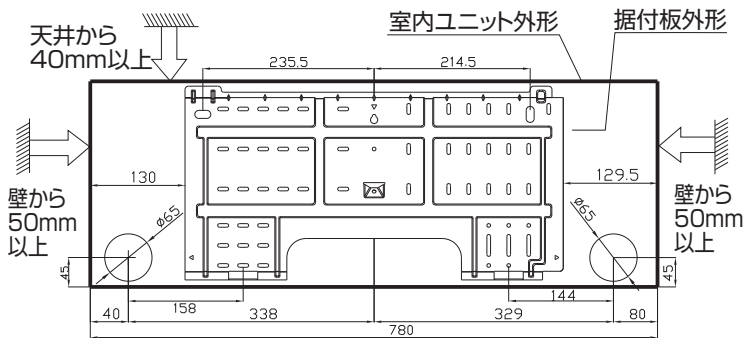 天井から
40mm以上
室内ユニット外形
据付板外形
235.5
214.5
130
129.5
壁から
50mm
以上
壁から
50mm
以上
ø65
ø65
45
45
158
144
40
338
329
80
780